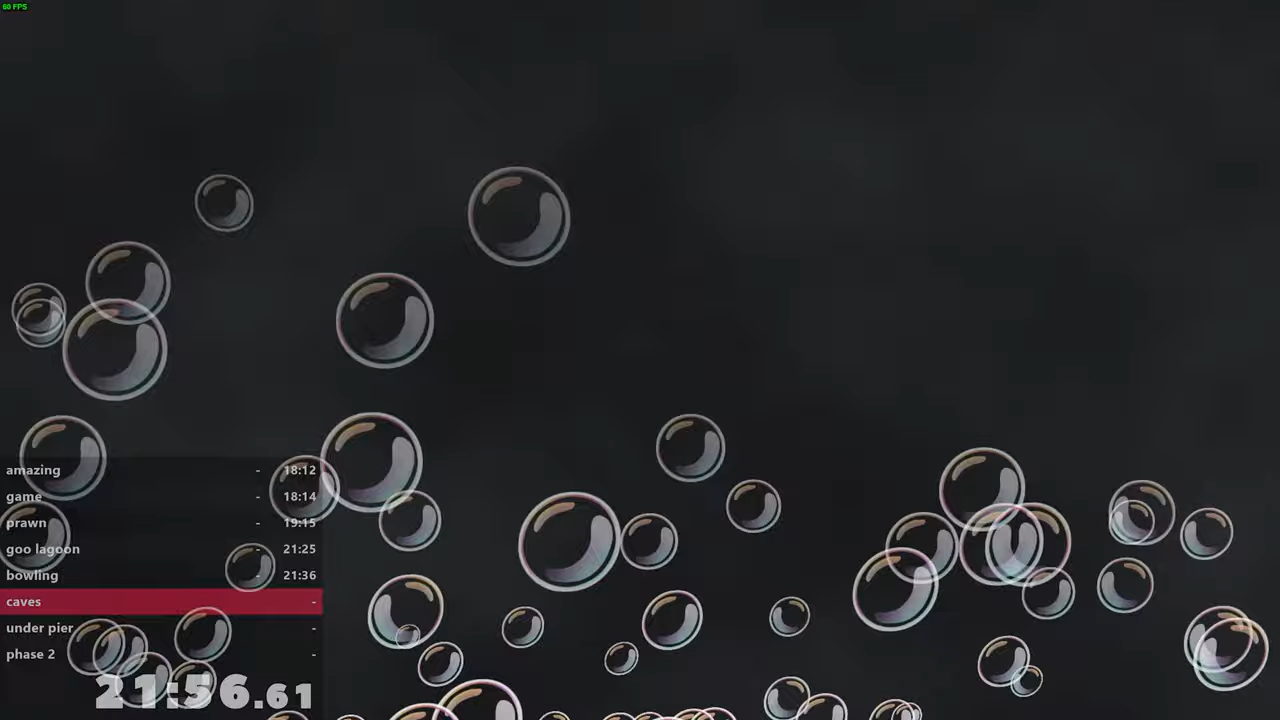 60 FPS
amazing - 18:12
game - 18:14
prawn - 19:15
goo lagoon - 21:25
bowling - 21:36
caves -
under pier -
phase 2 -
21:56.61